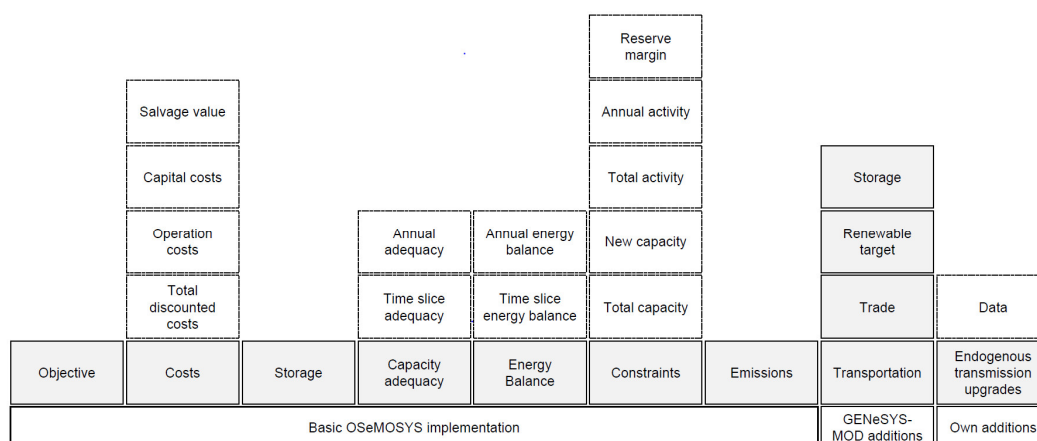 Reserve
margin
Salvage value
Annual activity
Capital costs
Total activity
Storage
Operation
costs
Annual
adequacy
Annual energy
balance
New capacity
Renewable
target
Total
discounted
costs
Time slice
adequacy
Time slice
energy balance
Total capacity
Trade
Data
Objective
Costs
Storage
Capacity
adequacy
Energy
Balance
Constraints
Emissions
Transportation
Endogenous
transmission
upgrades
Basic OSeMOSYS implementation
GENeSYS-
MOD additions
Own additions